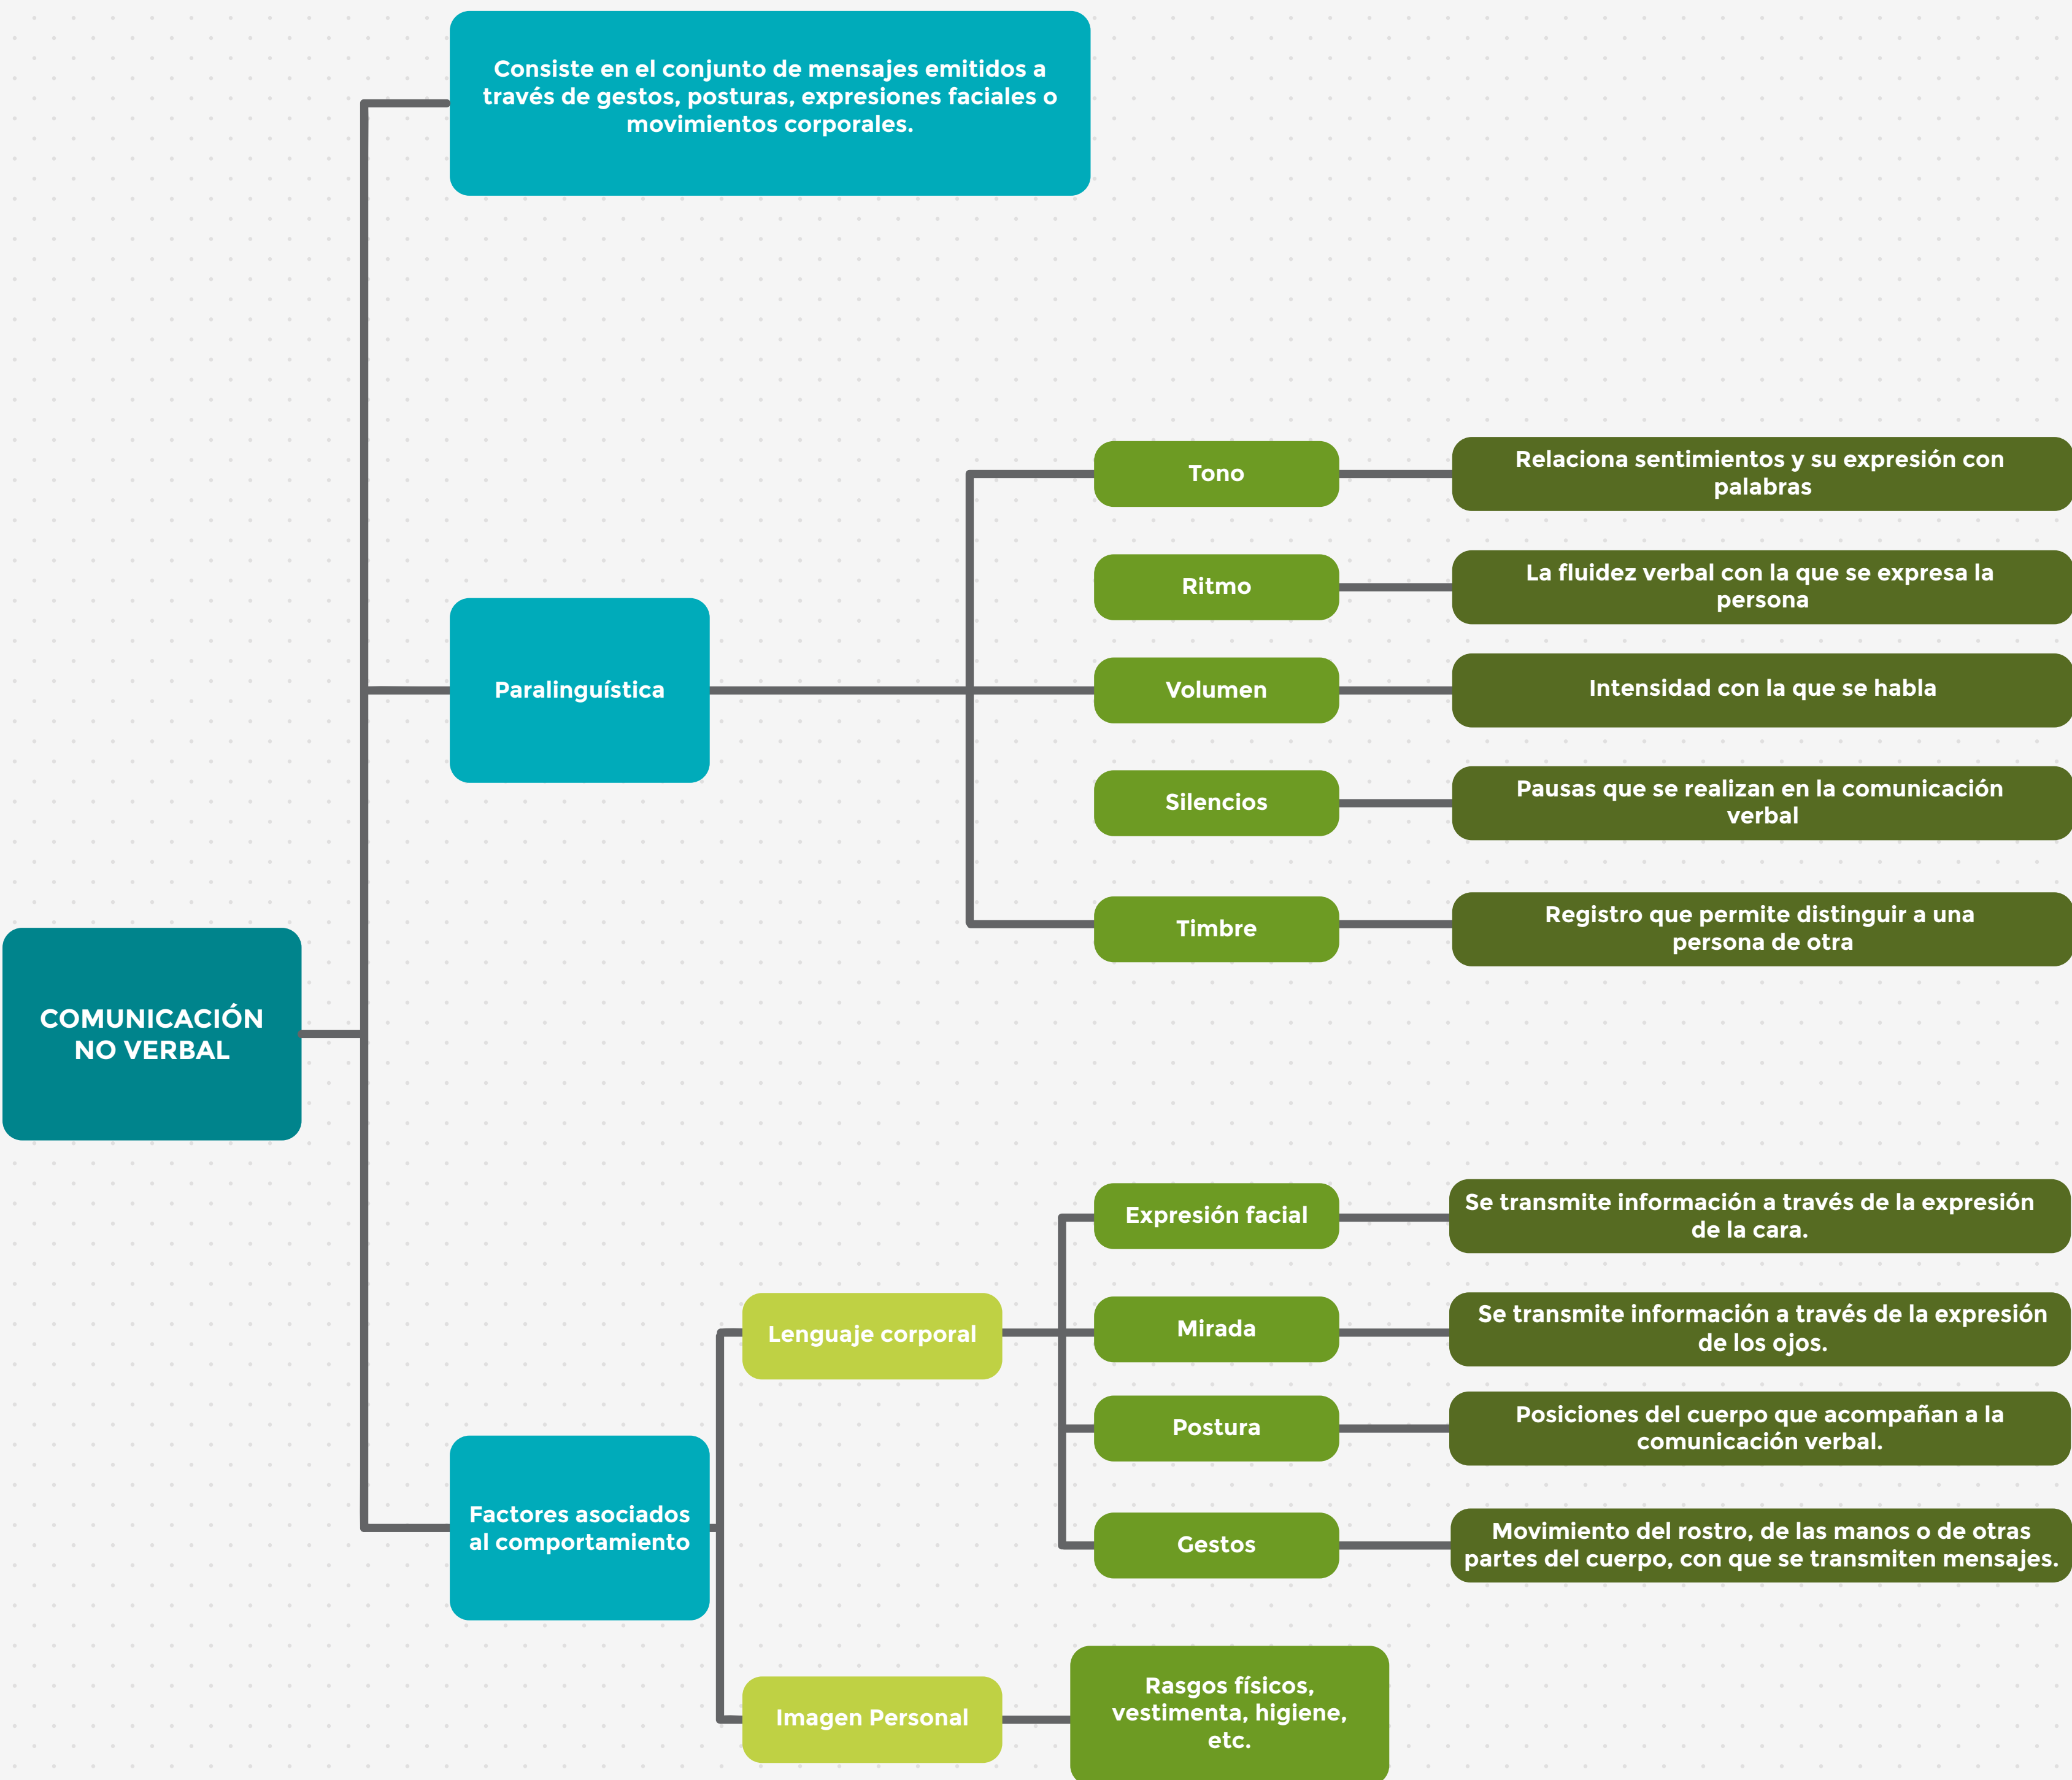 Consiste en el conjunto de mensajes emitidos a
través de gestos, posturas, expresiones faciales o
movimientos corporales.
Tono
Relaciona sentimientos y su expresión con
palabras
Ritmo
La fluidez verbal con la que se expresa la
persona
Paralinguística
Volumen
Intensidad con la que se habla
Silencios
Pausas que se realizan en la comunicación
verbal
Timbre
Registro que permite distinguir a una
persona de otra
COMUNICACIÓN
NO VERBAL
Expresión facial
Se transmite información a través de la expresión
de la cara.
Lenguaje corporal
Mirada
Se transmite información a través de la expresión
de los ojos.
Postura
Posiciones del cuerpo que acompañan a la
comunicación verbal.
Factores asociados
al comportamiento
Gestos
Movimiento del rostro, de las manos o de otras
partes del cuerpo, con que se transmiten mensajes.
Imagen Personal
Rasgos físicos,
vestimenta, higiene,
etc.